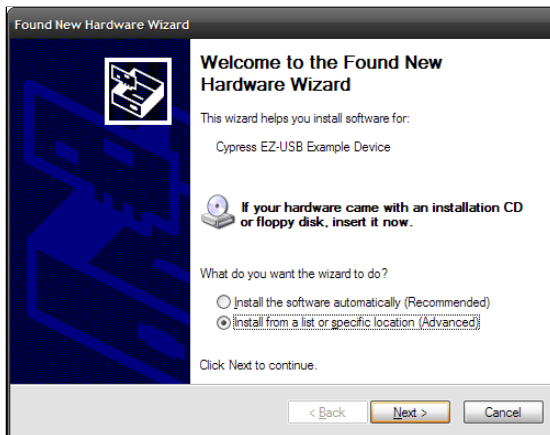 Found New Hardware Wizard
Welcome to the Found New
Hardware Wizard
This wizard helps you install software for:
Cypress EZ-USB Example Device
If your hardware came with an installation CD
or floppy disk, insert it now.
What do you want the wizard to do?
Install the software automatically (Recommended)
Install from a list or specific location (Advanced)
Click Next to continue.
< Back Next > Cancel